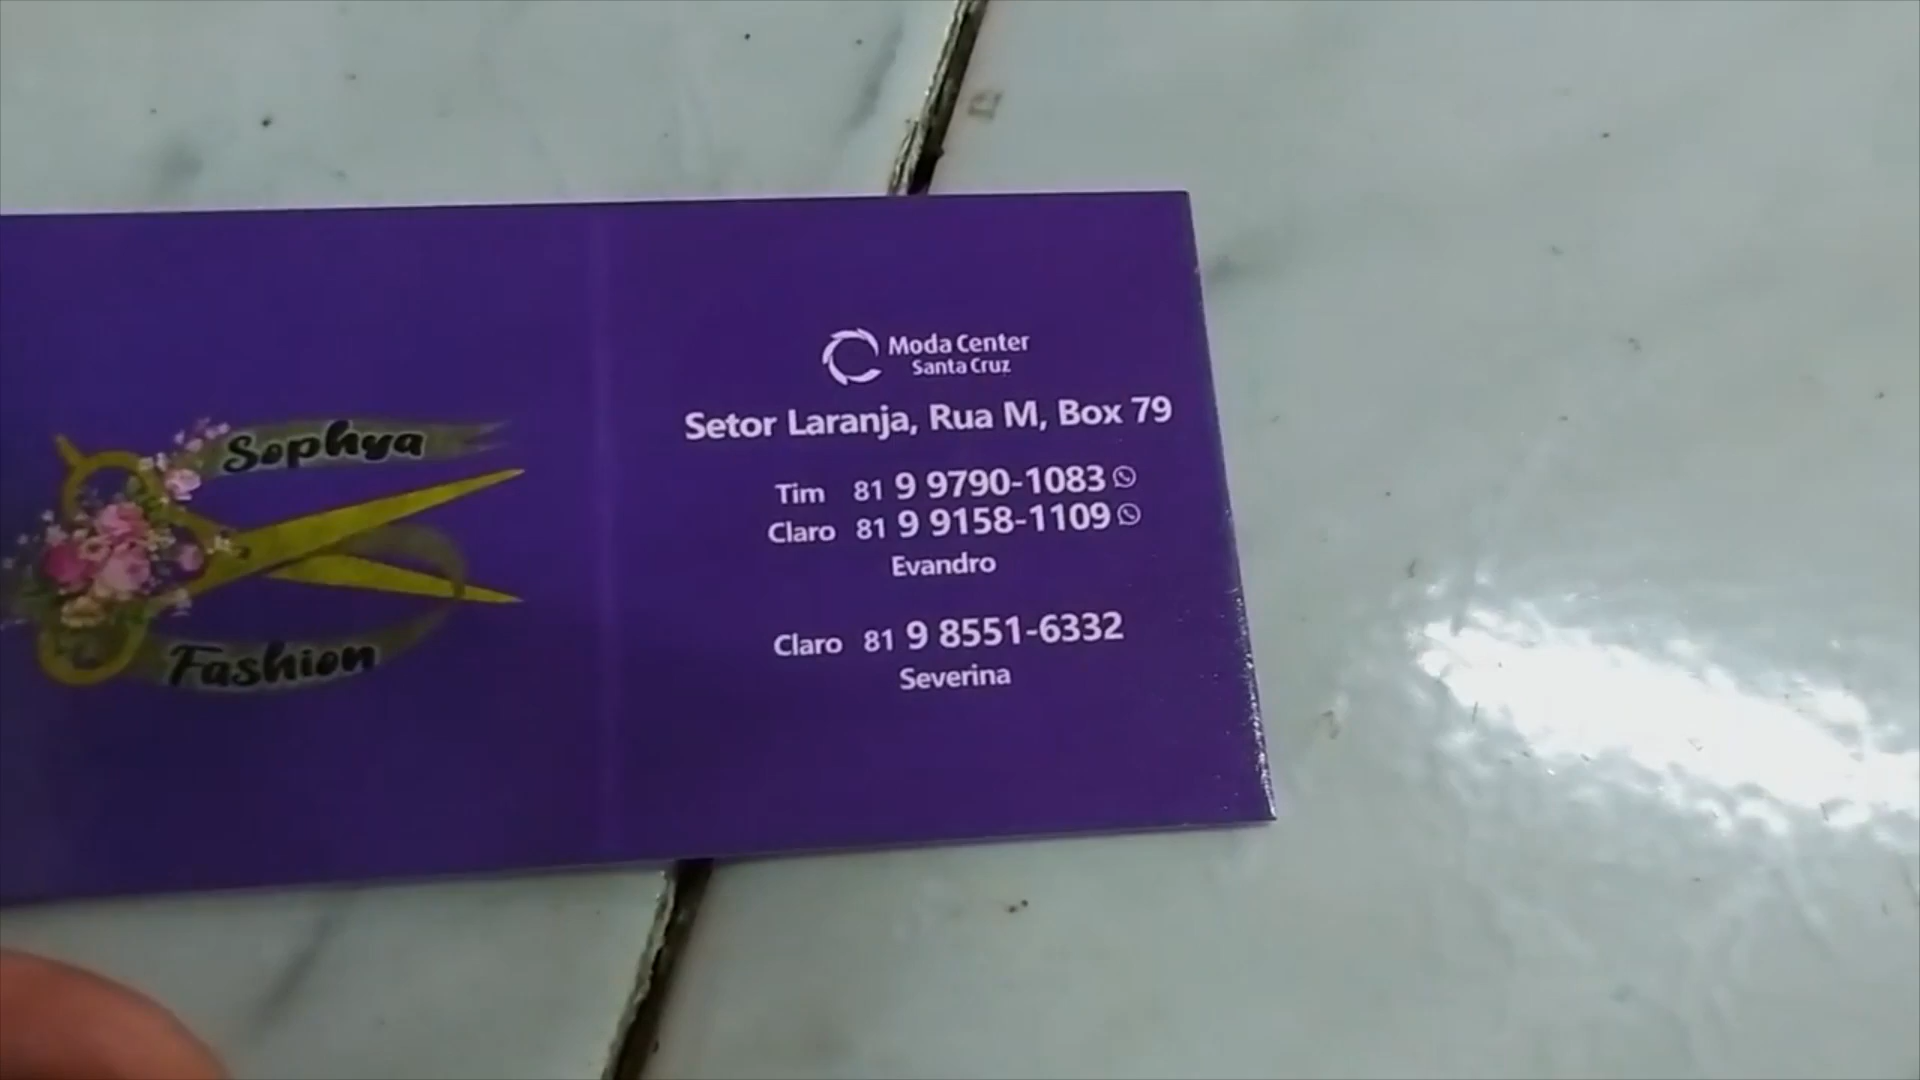 Sophya
Fashion
Moda Center
Santa Cruz
Setor Laranja, Rua M, Box 79
Tim 81 9 9790-1083
Claro 81 9 9158-1109
Evandro
Claro 81 9 8551-6332
Severina